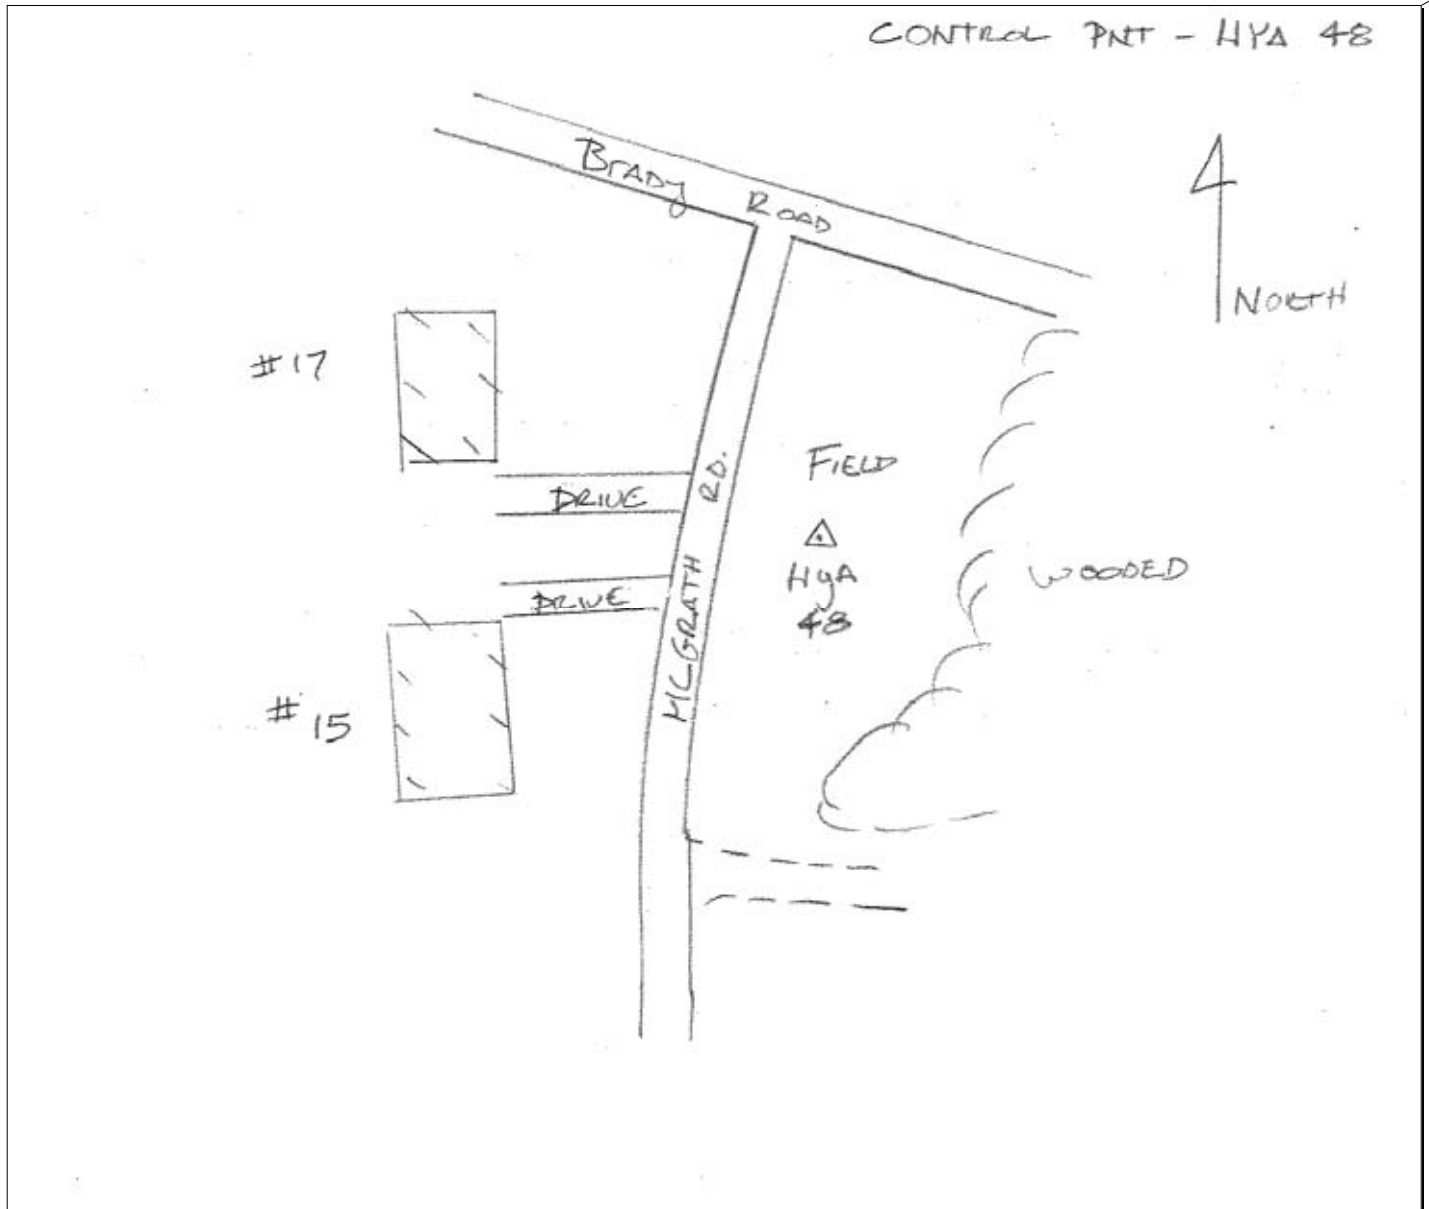 CONTROL PNT - HYA 48
Brady ROAD
NORTH
#17
FIELD
DRIVE
MCGRATH RD.
HYA
48
WOODED
DRIVE
#15